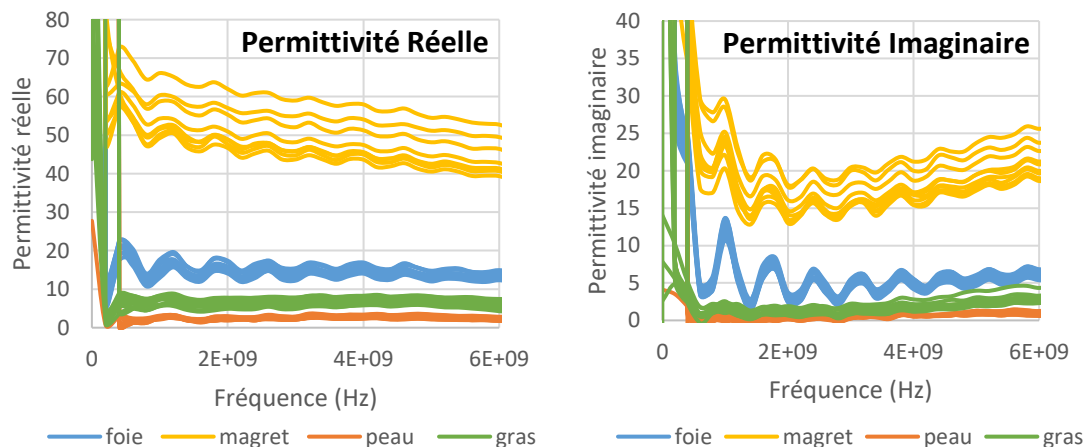 Permittivité Réelle
Permittivité réelle
80
70
60
50
40
30
20
10
0
0 2E+09 4E+09 6E+09
Fréquence (Hz)
foie magret peau gras
Permittivité Imaginaire
Permittivité imaginaire
40
35
30
25
20
15
10
5
0
0 2E+09 4E+09 6E+09
Fréquence (Hz)
foie magret peau gras